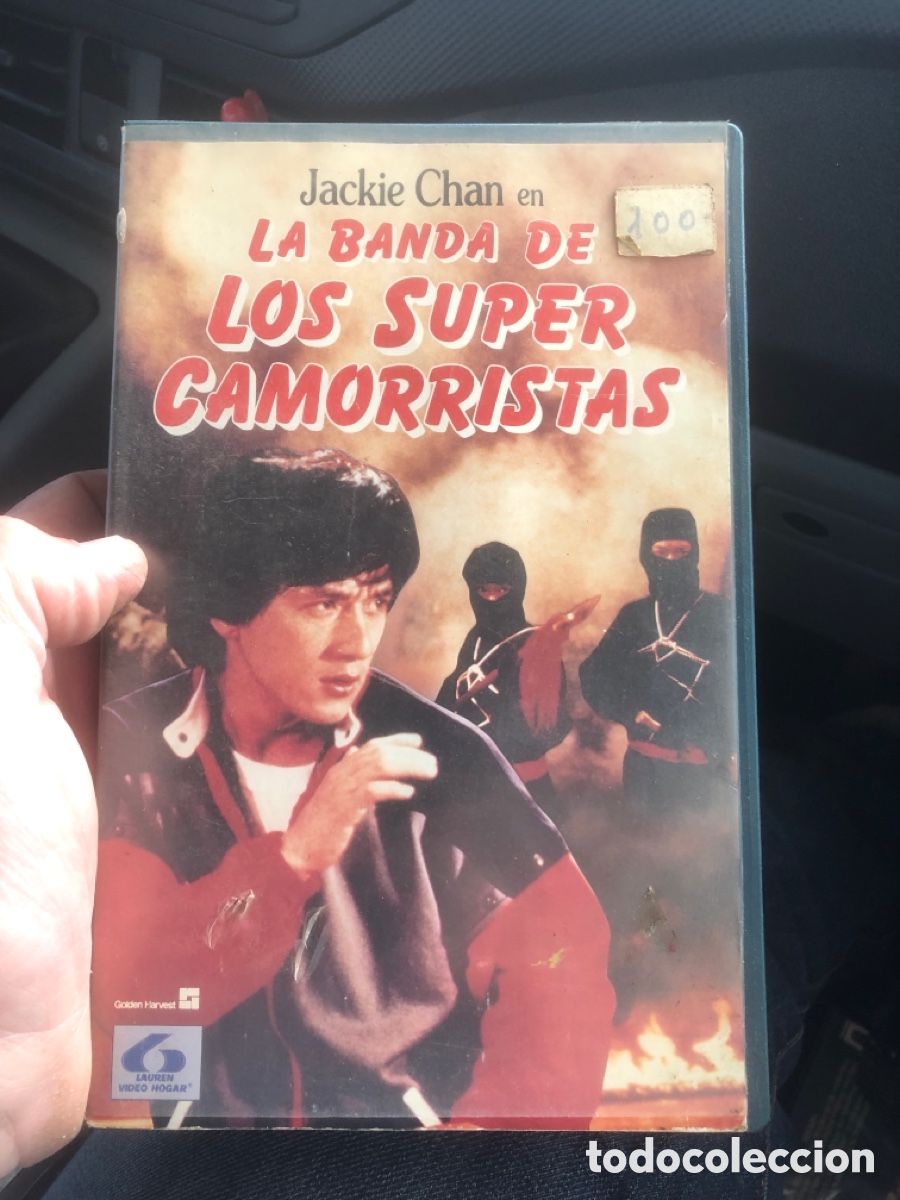 Jackie Chan en
100
LA BANDA DE
LOS SUPER
CAMORRISTAS
Golden Harvest
LAUREN
VIDEO HOGAR®
todocoleccion